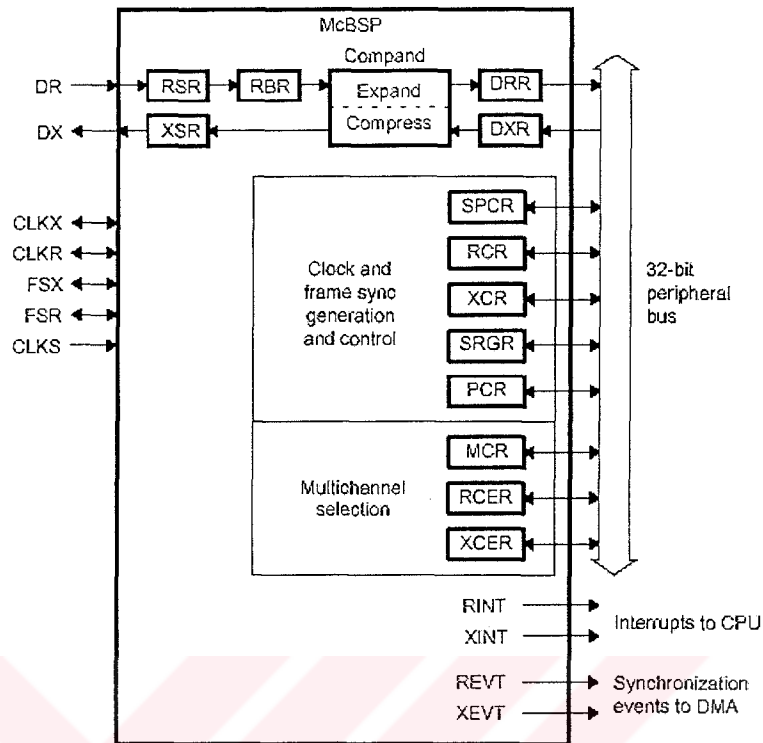 McBSP
Compand
DR
RSR
RBR
Expand
DRR
DX
XSR
Compress
DXR
CLKX
CLKR
FSX
FSR
CLKS
Clock and
frame sync
generation
and control
SPCR
RCR
XCR
SRGR
PCR
32-bit
peripheral
bus
Multichannel
selection
MCR
RCER
XCER
RINT
XINT
Interrupts to CPU
REVT
XEVT
Synchronization
events to DMA